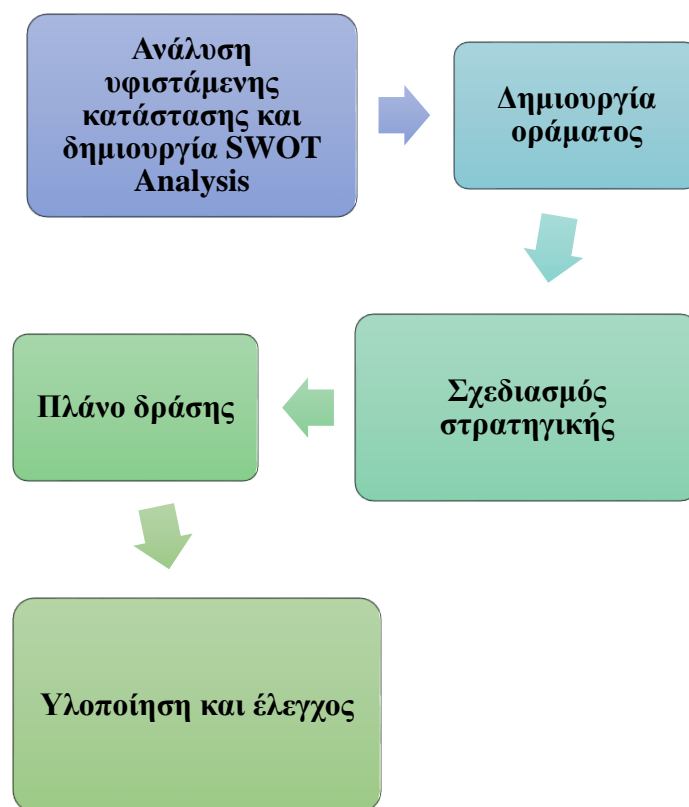 Ανάλυση
υφιστάμενης
κατάστασης και
δημιουργία SWOT
Analysis
Δημιουργία
οράματος
Σχεδιασμός
στρατηγικής
Πλάνο δράσης
Υλοποίηση και έλεγχος